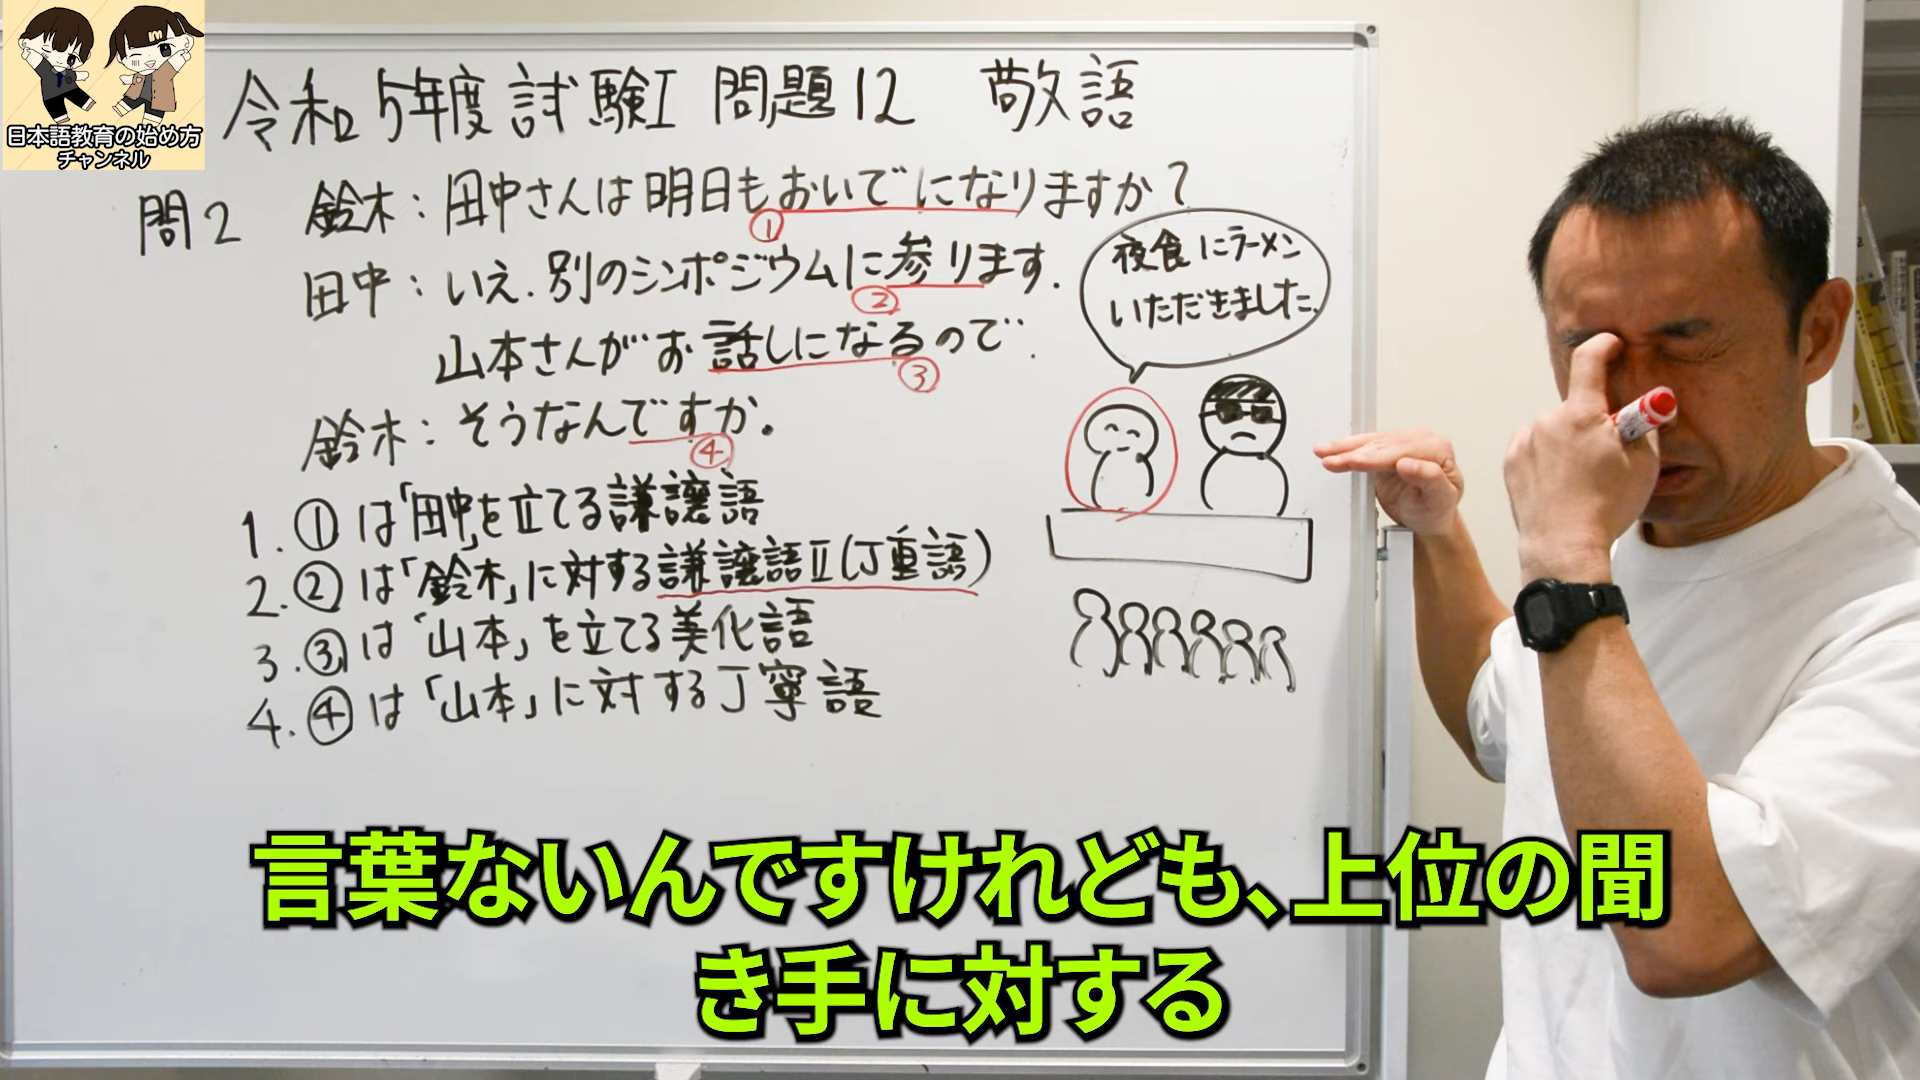 日本語教育の始め方
チャンネル
令和5年度試験I 問題12 敬語
問2 鈴木:田中さんは明日もおいでになりますか?
①
田中:いえ.別のシンポジウムに参ります.
②
山本さんがお話しになるので.
③
鈴木:そうなんですか。
④
夜食にラーメン
いただきました.
1.①は「田中」を立てる謙譲語
2.②は「鈴木」に対する謙譲語Ⅱ(丁重語)
3.③は「山本」を立てる美化語
4.④は「山本」に対する丁寧語
言葉ないんですけれども、上位の聞
き手に対する